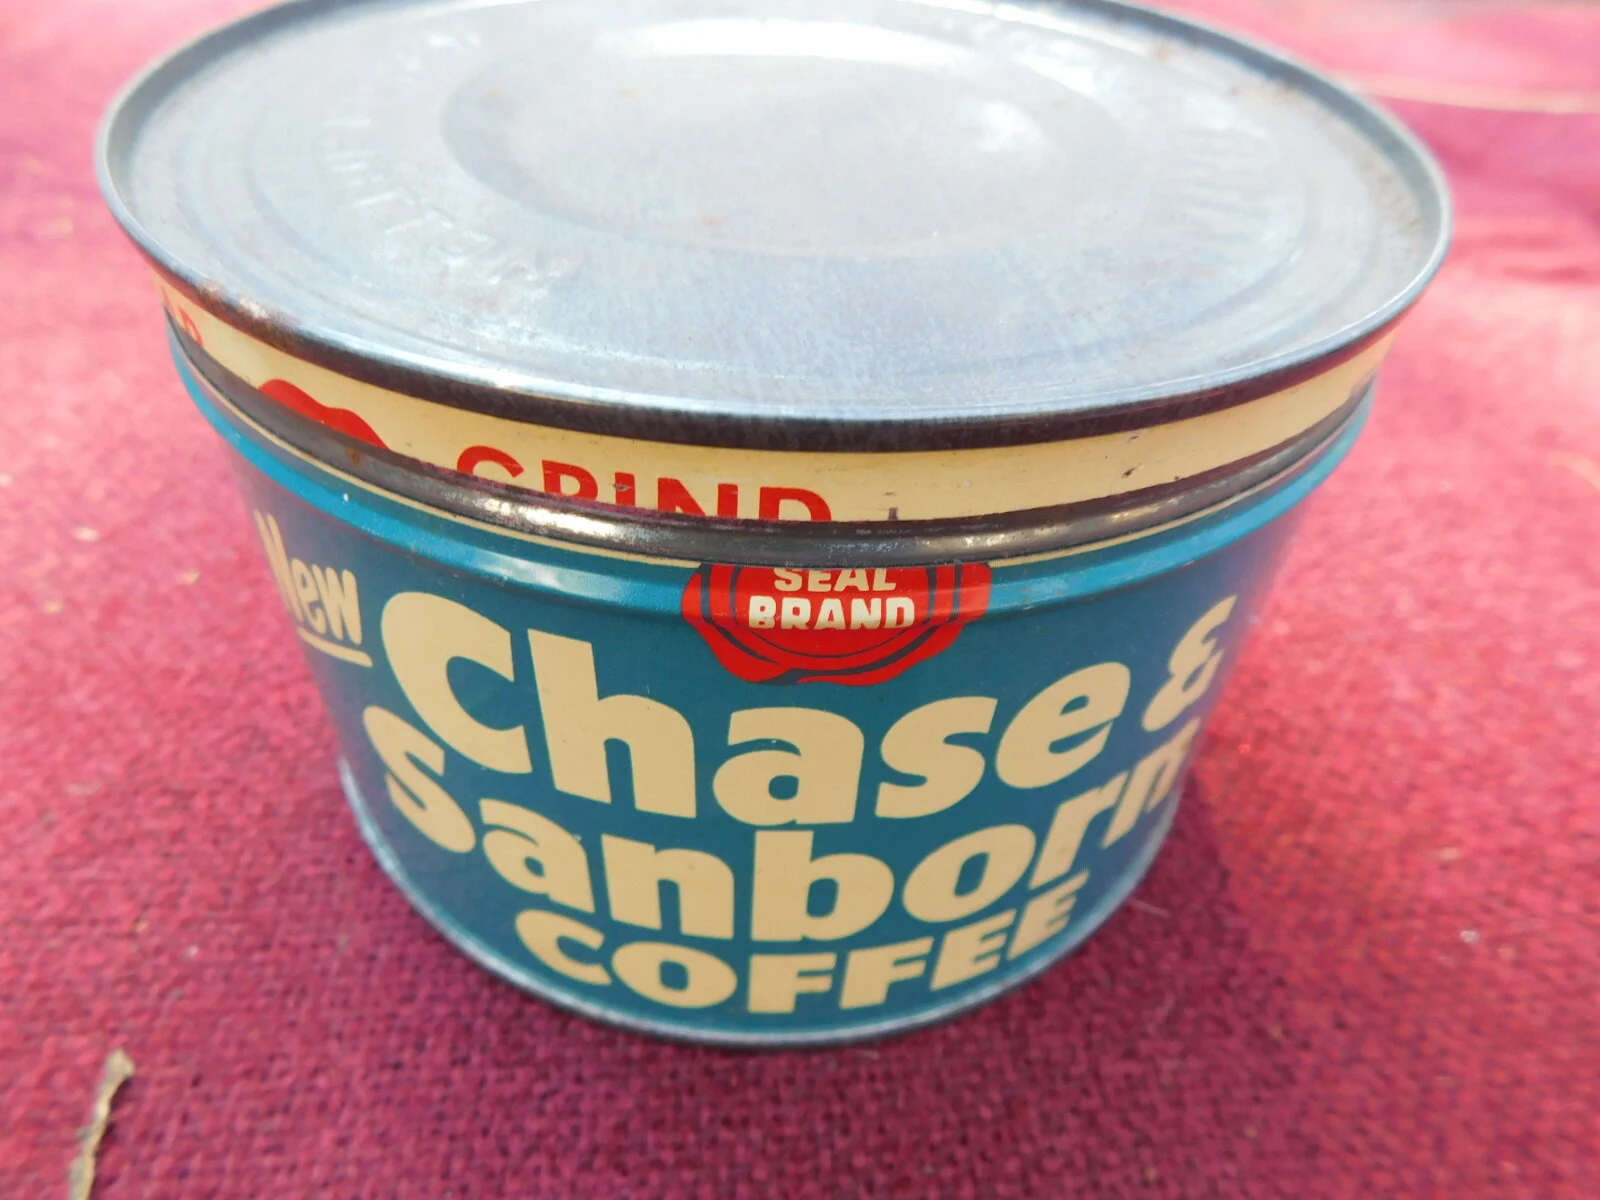 GRIND
SEAL
BRAND
New
Chase &
Sanborn
COFFEE